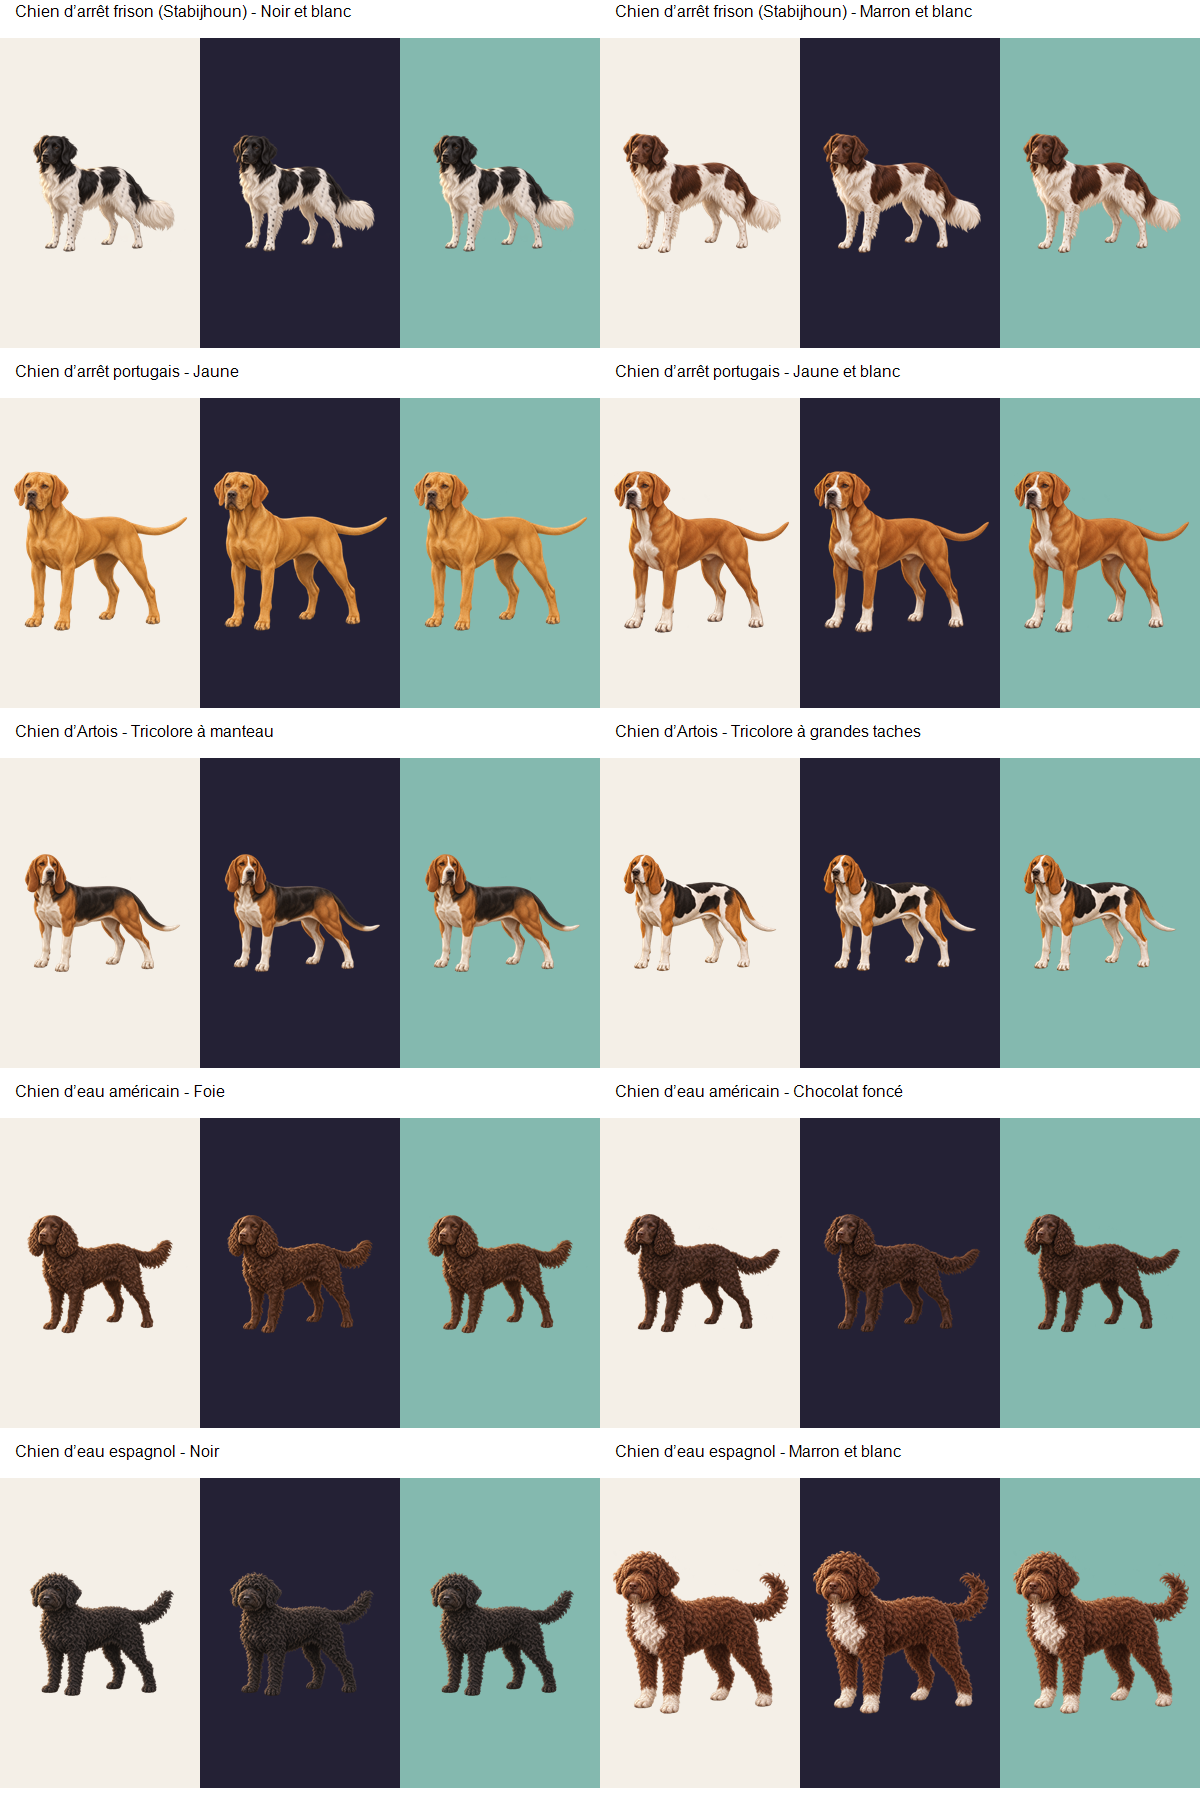 Chien d’arrêt frison (Stabijhoun) - Noir et blanc
Chien d’arrêt frison (Stabijhoun) - Marron et blanc
Chien d’arrêt portugais - Jaune
Chien d’arrêt portugais - Jaune et blanc
Chien d’Artois - Tricolore à manteau
Chien d’Artois - Tricolore à grandes taches
Chien d’eau américain - Foie
Chien d’eau américain - Chocolat foncé
Chien d’eau espagnol - Noir
Chien d’eau espagnol - Marron et blanc